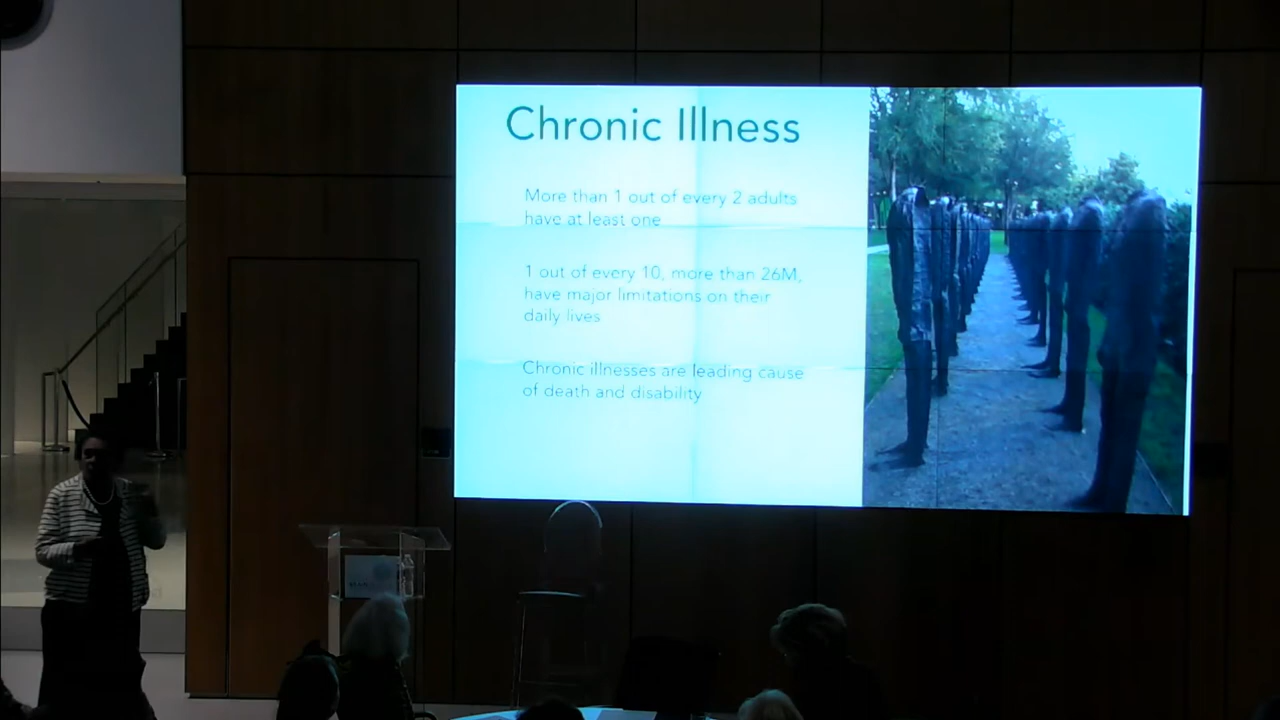 Chronic Illness
More than 1 out of every 2 adults
have at least one
1 out of every 10, more than 26M,
have major limitations on their
daily lives
Chronic illnesses are leading cause
of death and disability